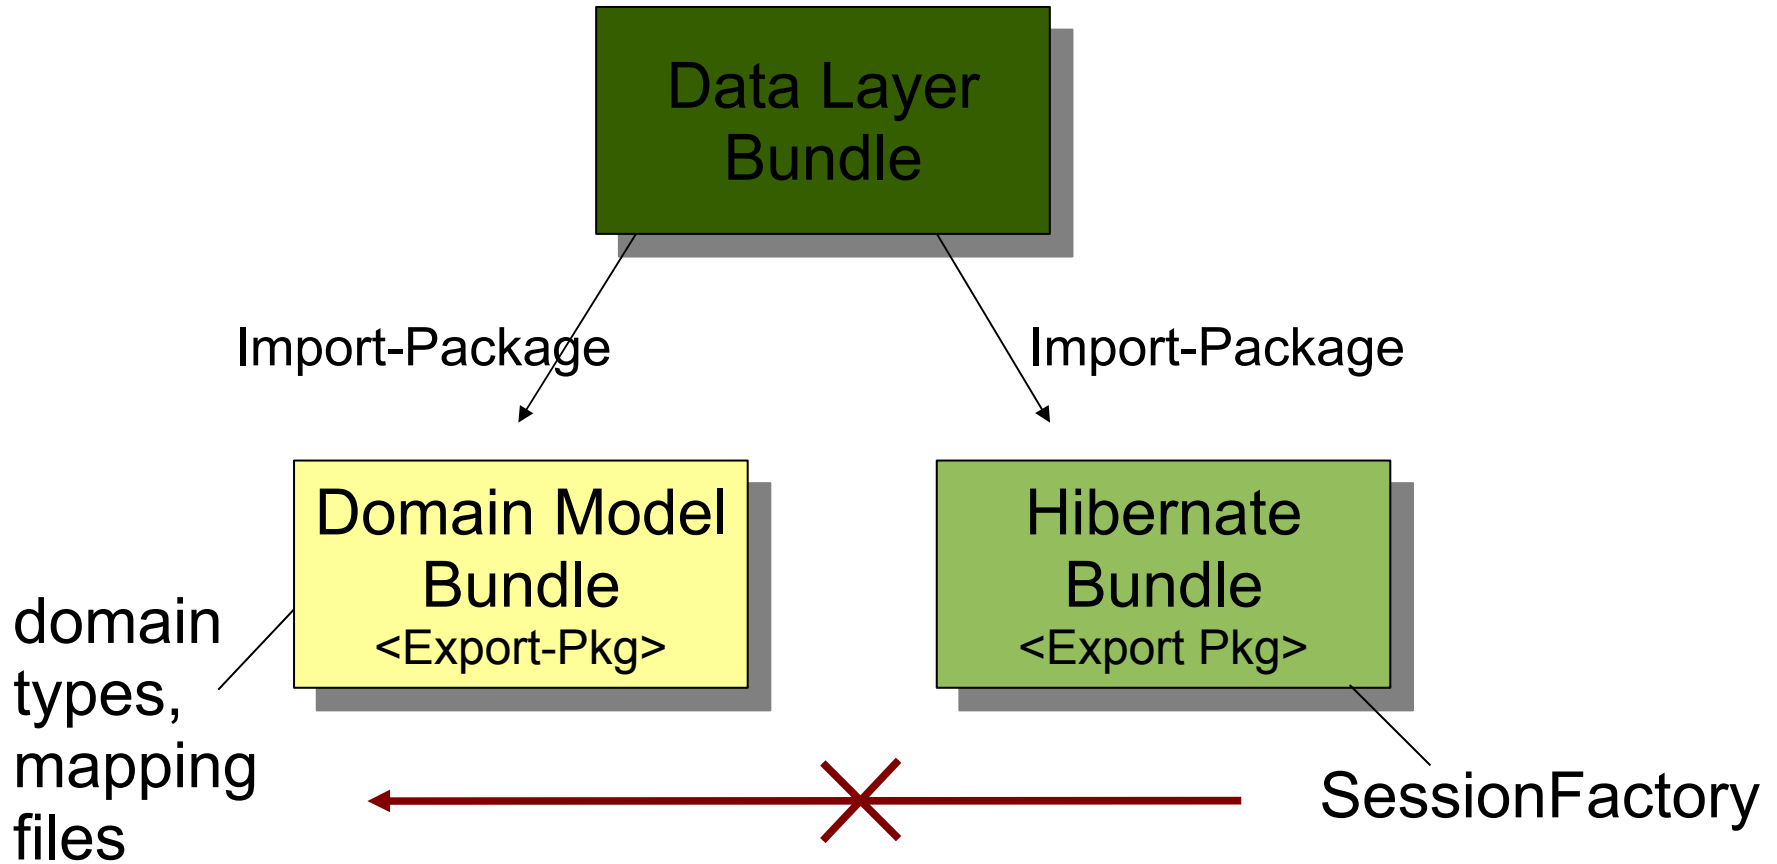 Data Layer
Bundle
Import-Package
Import-Package
Domain Model
Bundle
<Export-Pkg>
Hibernate
Bundle
<Export Pkg>
domain
types,
mapping
files
SessionFactory